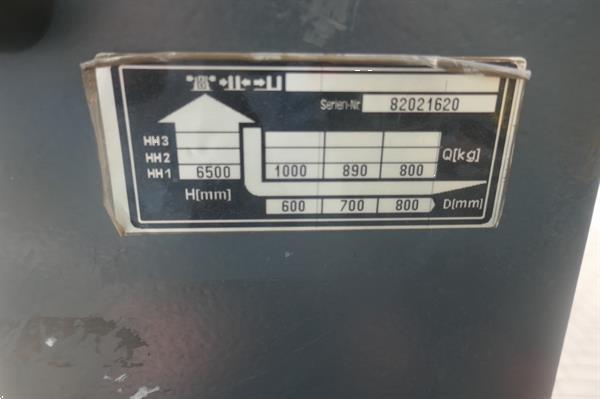 Serien-Nr 82021620
HH3
HH2 Q[kg]
HH1 6500 1000 890 800
H[mm]
600 700 800 D[mm]